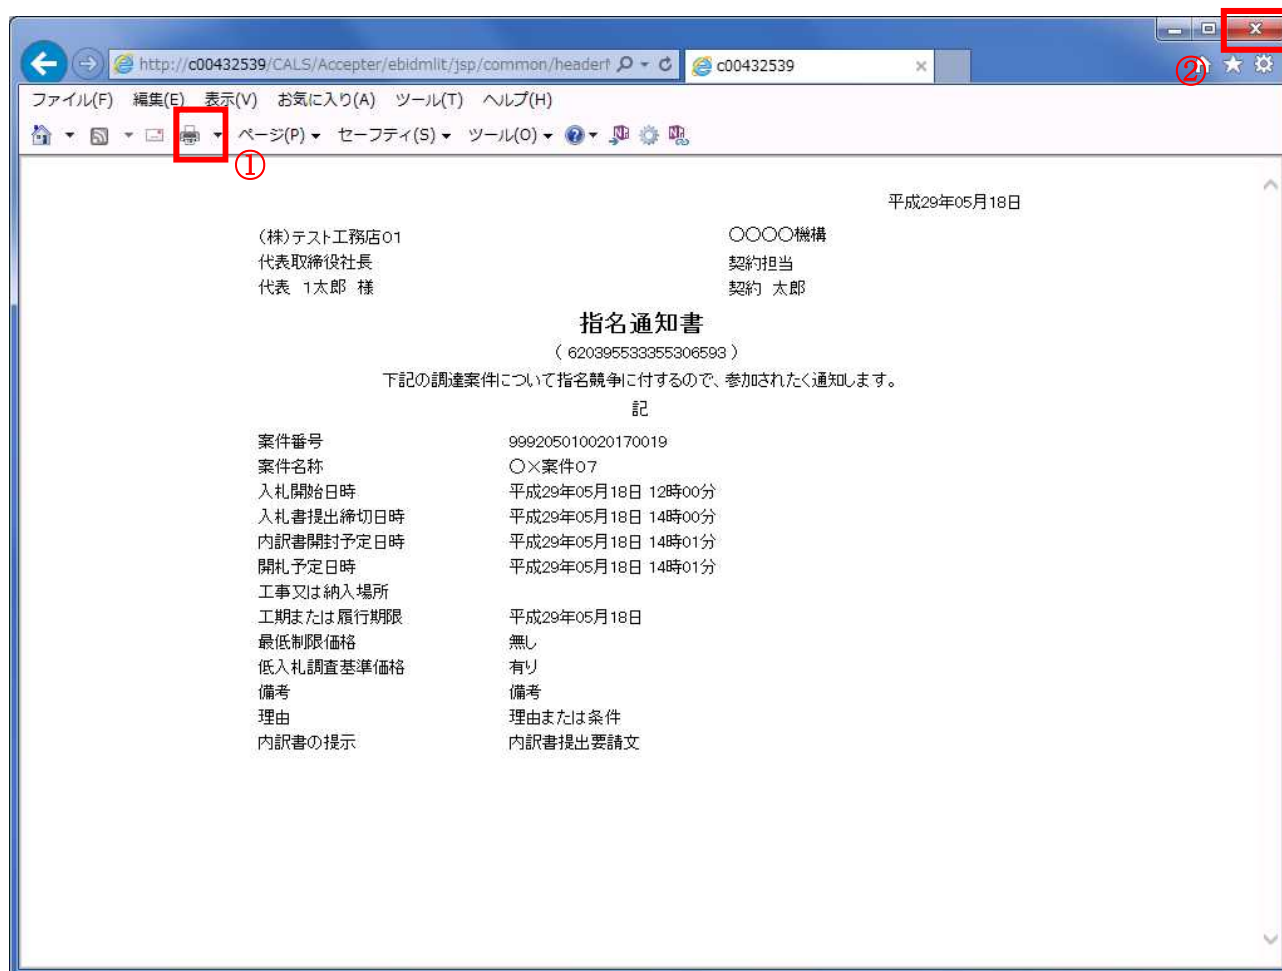 http://c00432539/CALS/Accepter/ebidmlit/jsp/common/header
c00432539
②
ファイル(F) 編集(E) 表示(V) お気に入り(A) ツール(T) ヘルプ(H)
ページ(P) セーフティ(S) ツール(O)
①
平成29年05月18日
(株)テスト工務店01 〇〇〇〇機構
代表取締役社長 契約担当
代表 1太郎 様 契約 太郎
指名通知書
( 620395533355306593 )
下記の調達案件について指名競争に付するので、参加されたく通知します。
記
案件番号 999205010020170019
案件名称 〇×案件07
入札開始日時 平成29年05月18日 12時00分
入札書提出締切日時 平成29年05月18日 14時00分
内訳書開封予定日時 平成29年05月18日 14時01分
開札予定日時 平成29年05月18日 14時01分
工事又は納入場所
工期または履行期限 平成29年05月18日
最低制限価格 無し
低入札調査基準価格 有り
備考 備考
理由 理由または条件
内訳書の提示 内訳書提出要請文